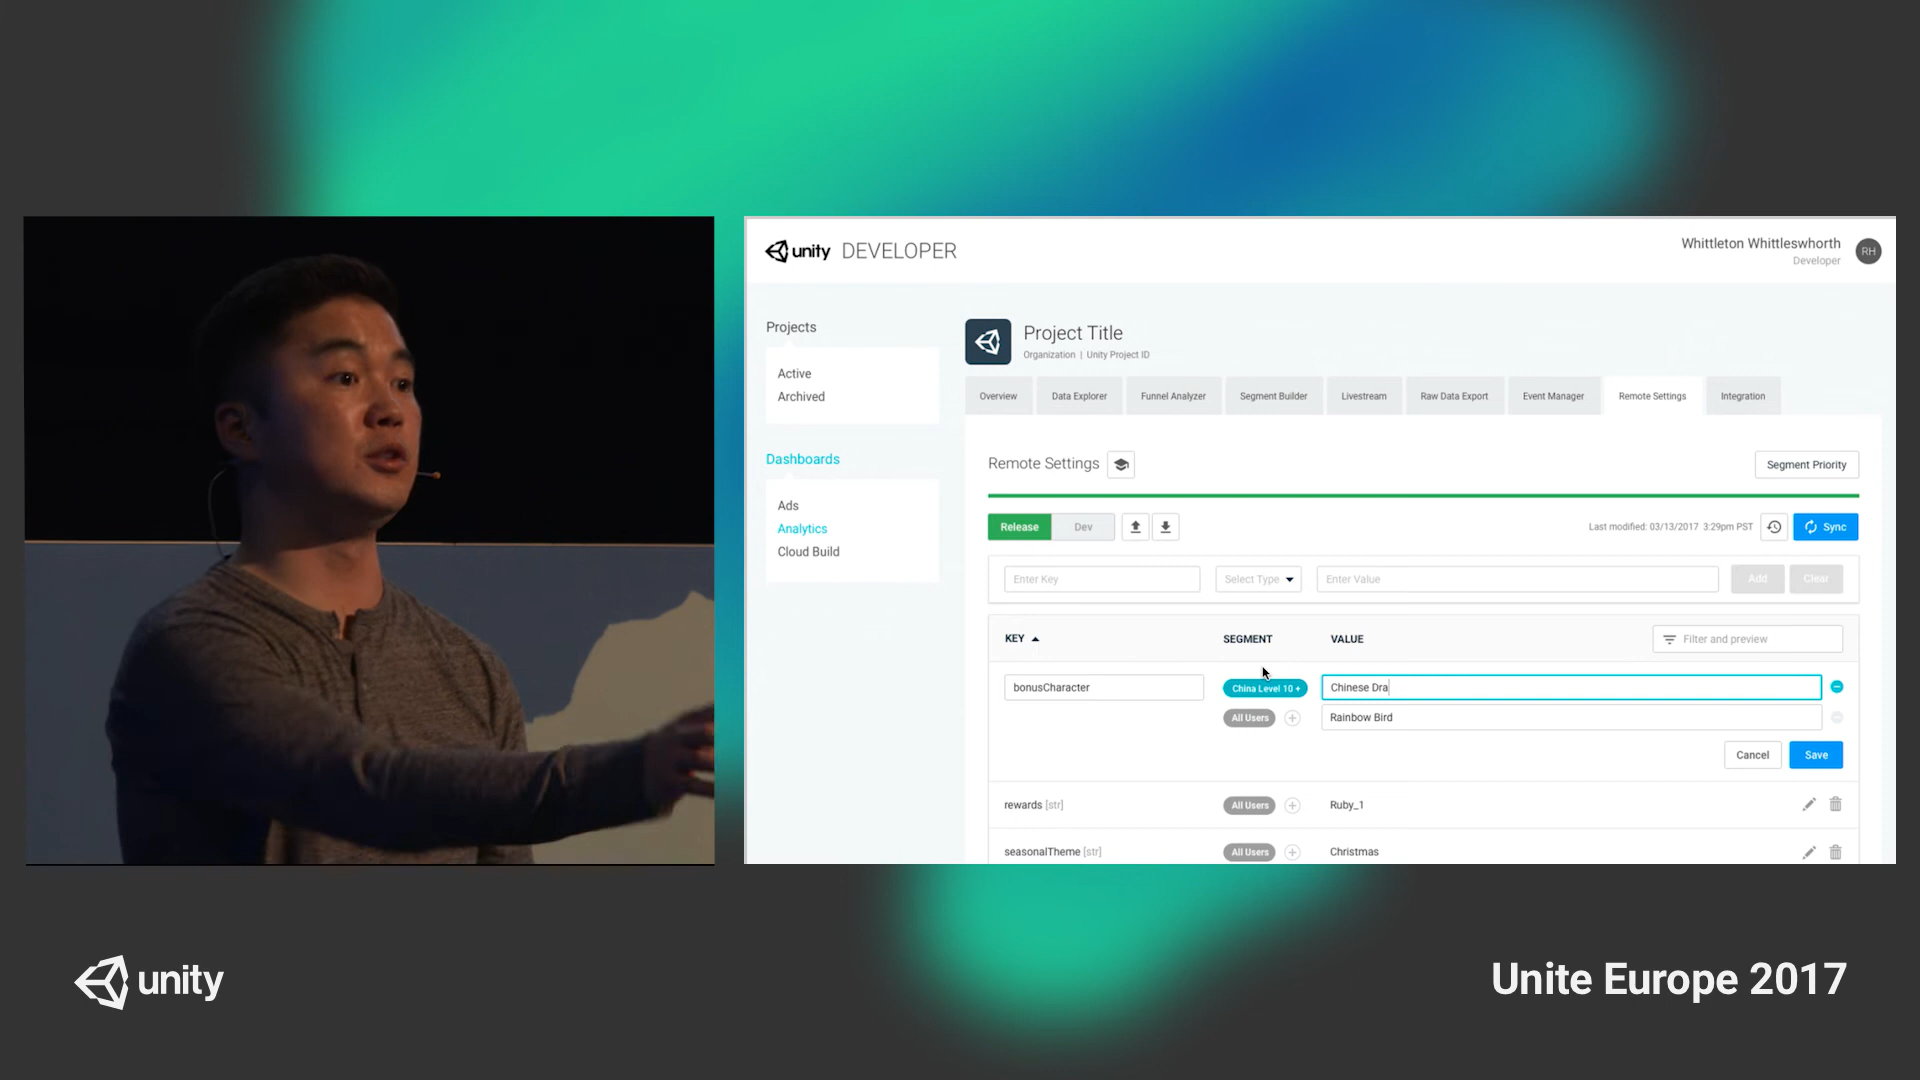 unity DEVELOPER
Whittleton Whittleswhorth
Developer
RH
Projects
Active
Archived
Dashboards
Ads
Analytics
Cloud Build
Project Title
Organization | Unity Project ID
Overview
Data Explorer
Funnel Analyzer
Segment Builder
Livestream
Raw Data Export
Event Manager
Remote Settings
Integration
Remote Settings
Segment Priority
Release
Dev
Last modified: 03/13/2017 3:29pm PST
Sync
Enter Key
Select Type
Enter Value
Add
Clear
KEY
SEGMENT
VALUE
Filter and preview
bonusCharacter
China Level 10 +
Chinese Dra
All Users
Rainbow Bird
Cancel
Save
rewards [str]
All Users
Ruby_1
seasonalTheme [str]
All Users
Christmas
unity
Unite Europe 2017